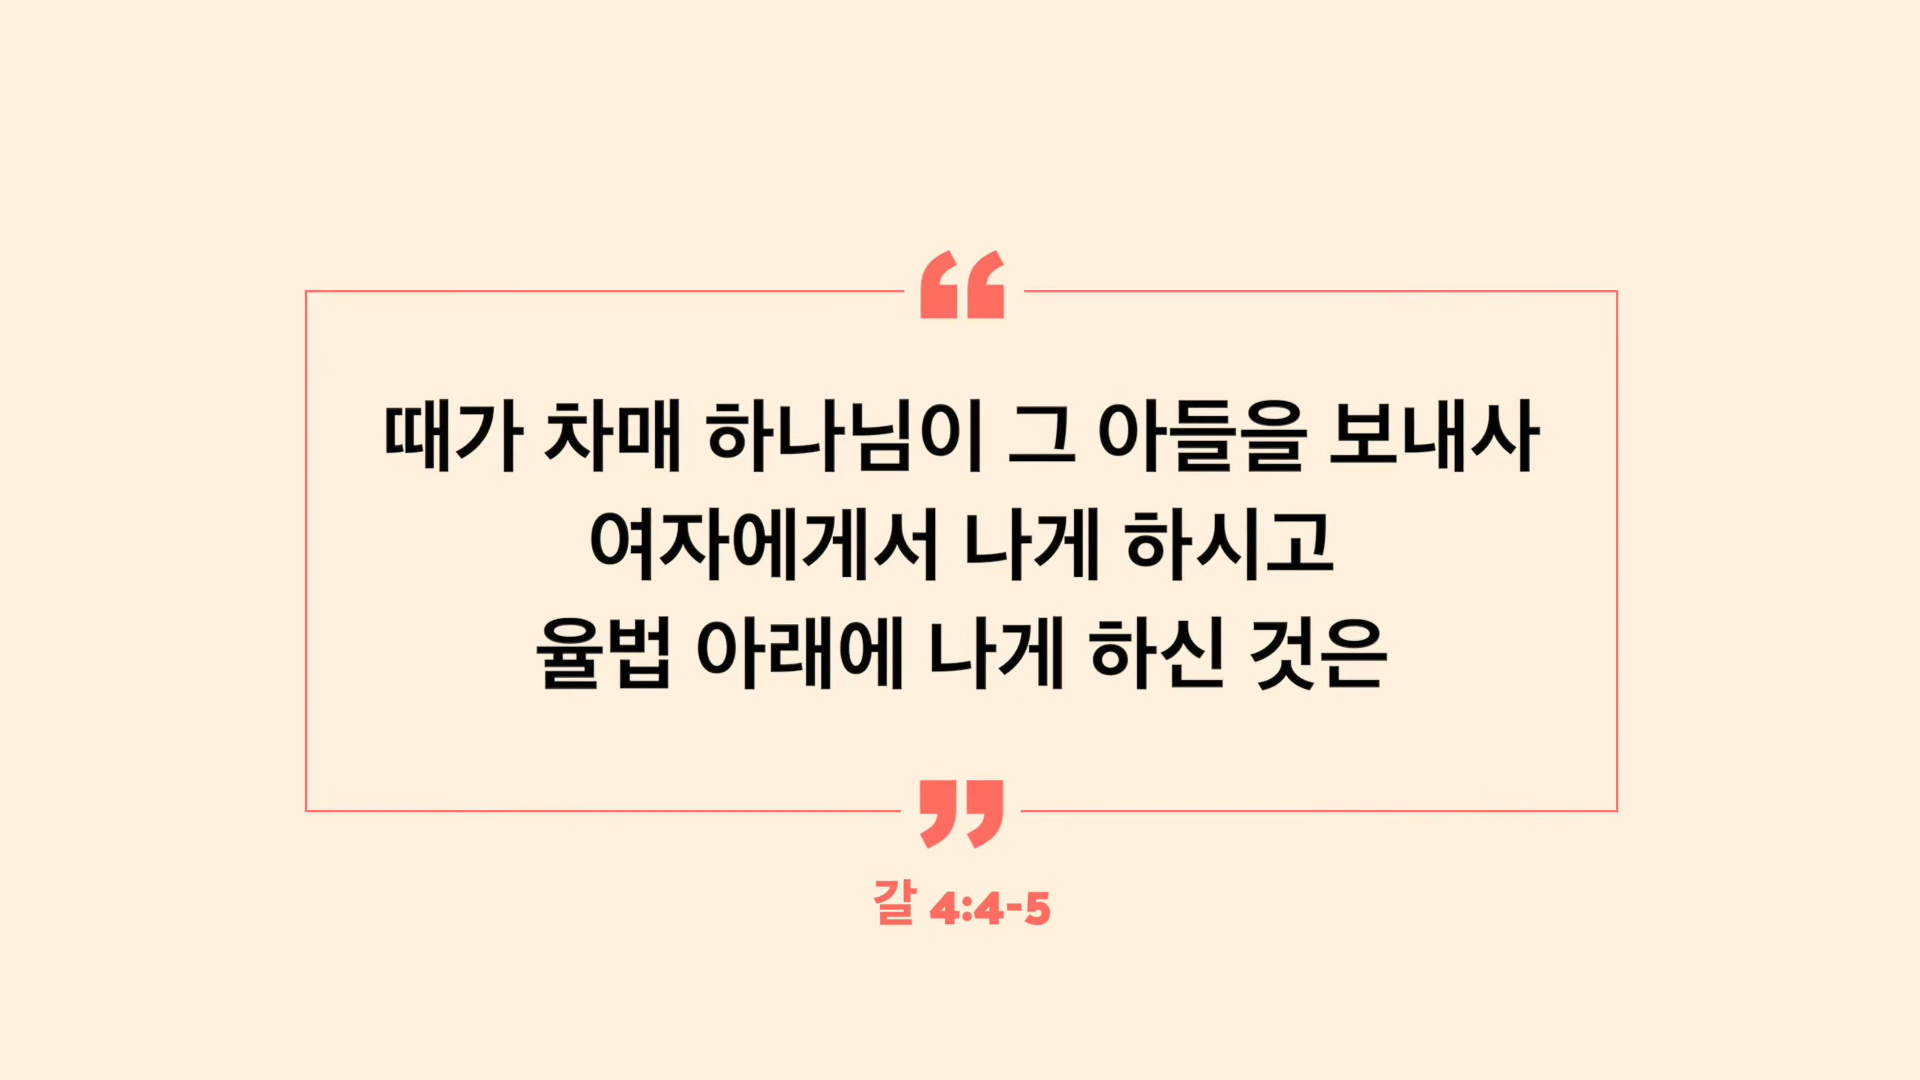 “
때가 차매 하나님이 그 아들을 보내사
여자에게서 나게 하시고
율법 아래에 나게 하신 것은
”
갈 4:4-5